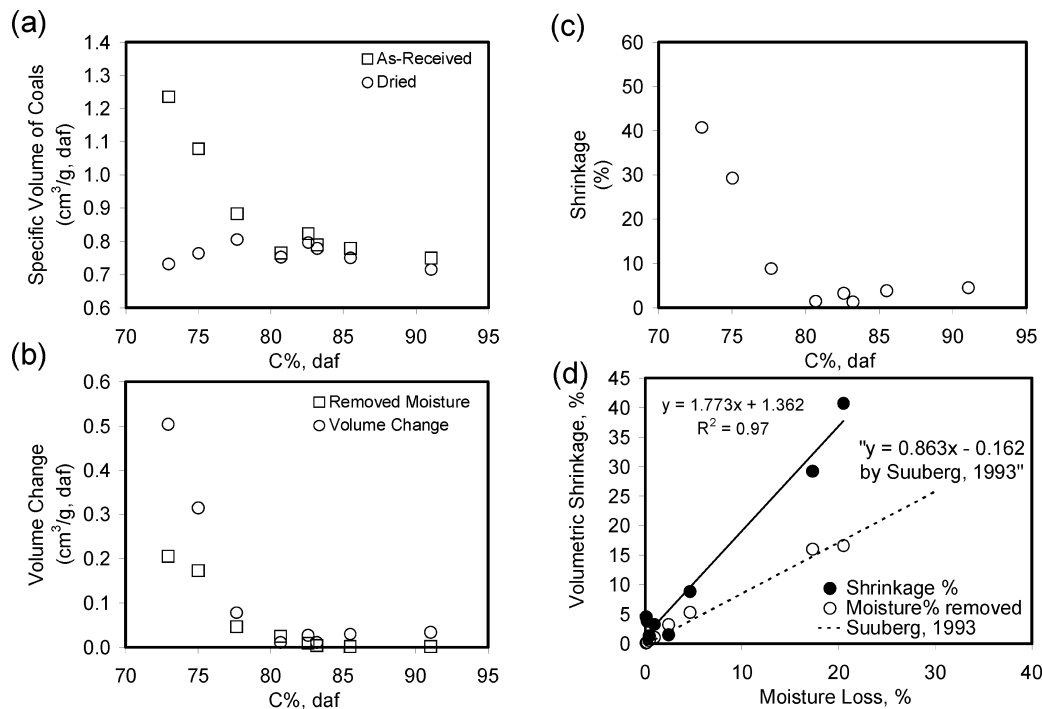 (a)
1.4
1.3
1.2
1.1
1.0
0.9
0.8
0.7
0.6
Specific Volume of Coals
(cm³/g, daf)
As-Received
Dried
70 75 80 85 90 95
C%, daf
(c)
60
50
40
30
20
10
0
Shrinkage
(%)
70 75 80 85 90 95
C%, daf
(b)
0.6
0.5
0.4
0.3
0.2
0.1
0.0
Volume Change
(cm³/g, daf)
Removed Moisture
Volume Change
70 75 80 85 90 95
C%, daf
(d)
45
40
35
30
25
20
15
10
5
0
Volumetric Shrinkage, %
y = 1.773x + 1.362
R² = 0.97
"y = 0.863x - 0.162
by Suuberg, 1993"
Shrinkage %
Moisture% removed
Suuberg, 1993
0 10 20 30 40
Moisture Loss, %